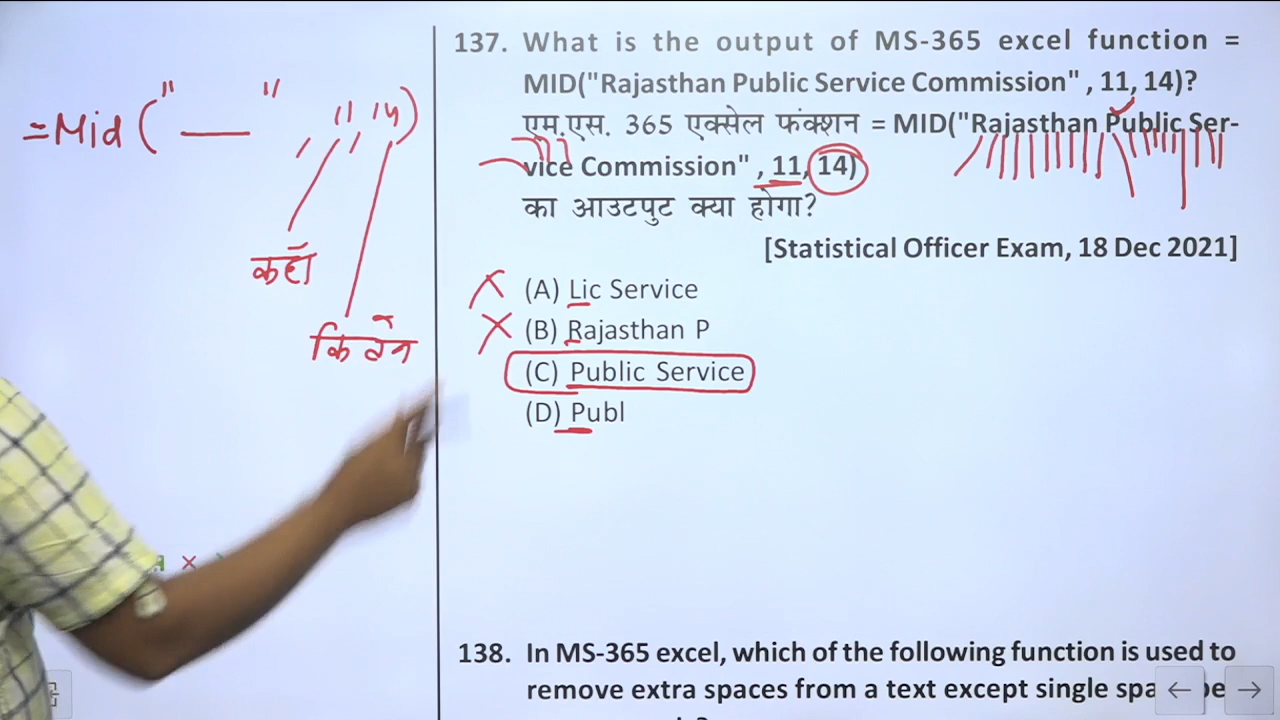 =Mid (" — " , 11, 14)
कहाँ
कितने
137. What is the output of MS-365 excel function =
MID("Rajasthan Public Service Commission" , 11, 14)?
एम.एस. 365 एक्सेल फंक्शन = MID("Rajasthan Public Ser-
vice Commission" , 11, 14)
का आउटपुट क्या होगा?
[Statistical Officer Exam, 18 Dec 2021]
(A) Lic Service
(B) Rajasthan P
(C) Public Service
(D) Publ
138. In MS-365 excel, which of the following function is used to
remove extra spaces from a text except single